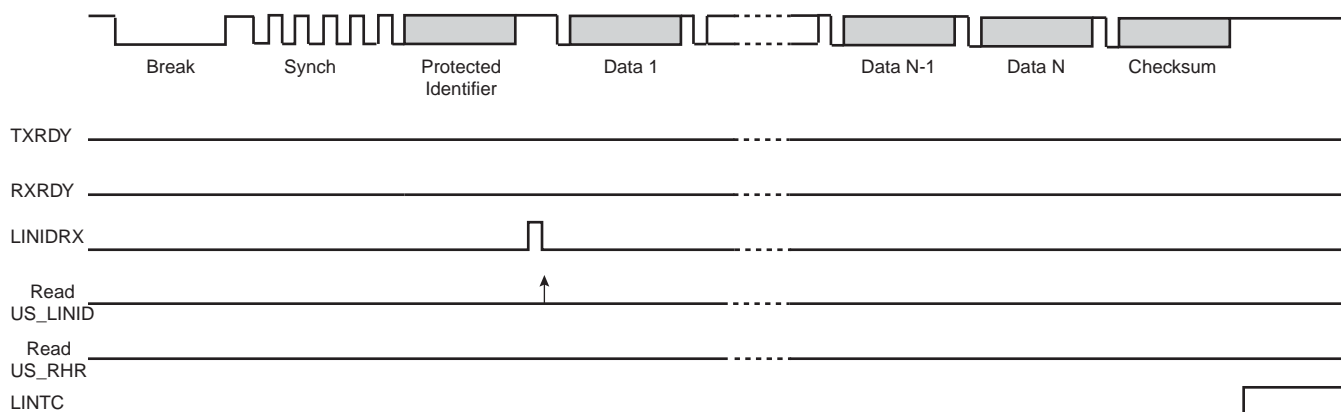 Break
Synch
Protected
Identifier
Data 1
Data N-1
Data N
Checksum
TXRDY
RXRDY
LINIDRX
Read
US_LINID
Read
US_RHR
LINTC